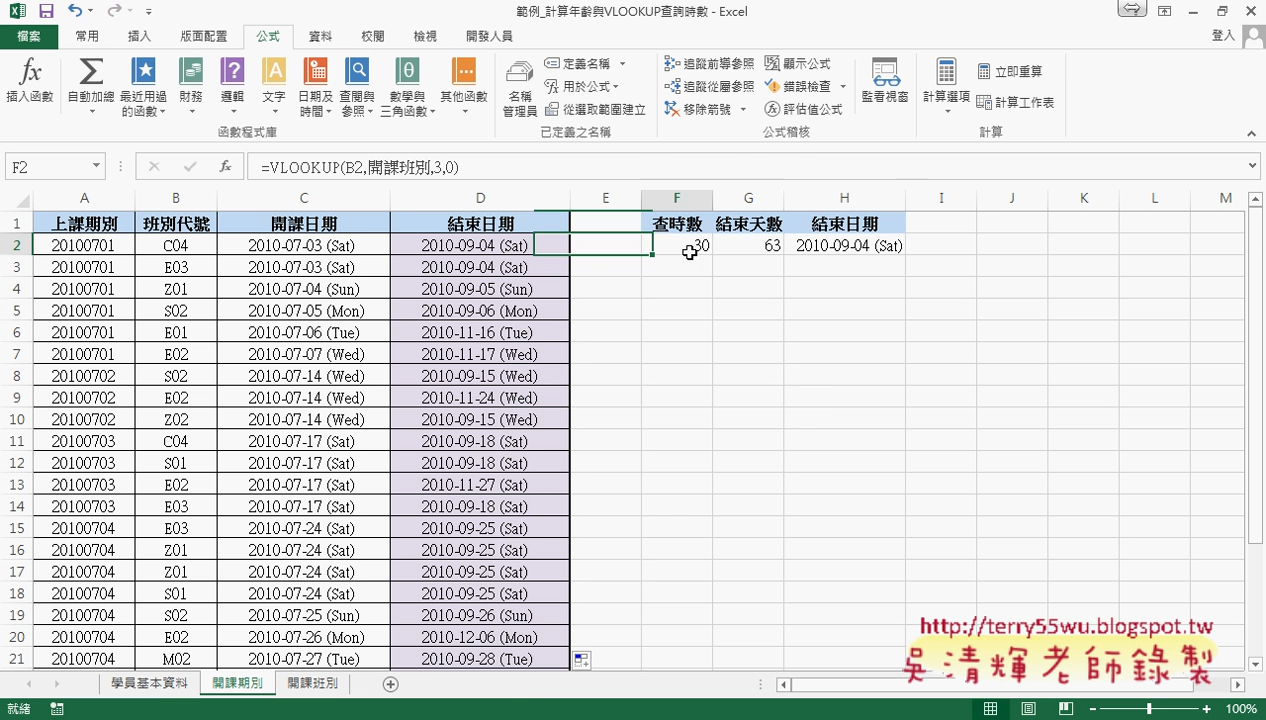 範例_計算年齡與VLOOKUP查詢時數 - Excel
檔案 常用 插入 版面配置 公式 資料 校閱 檢視 開發人員 登入
插入函數 自動加總 最近用過的函數 財務 邏輯 文字 日期及時間 查閱與參照 數學與三角函數 其他函數 函數程式庫
名稱管理員 定義名稱 用於公式 從選取範圍建立 已定義之名稱
追蹤前導參照 追蹤從屬參照 移除箭號 顯示公式 錯誤檢查 評估值公式 公式稽核
監看視窗 計算選項 立即重算 計算工作表 計算
F2 =VLOOKUP(B2,開課班別,3,0)
A B C D E F G H I J K L M
1 上課期別 班別代號 開課日期 結束日期 查時數 結束天數 結束日期
2 20100701 C04 2010-07-03 (Sat) 2010-09-04 (Sat) 30 63 2010-09-04 (Sat)
3 20100701 E03 2010-07-03 (Sat) 2010-09-04 (Sat)
4 20100701 Z01 2010-07-04 (Sun) 2010-09-05 (Sun)
5 20100701 S02 2010-07-05 (Mon) 2010-09-06 (Mon)
6 20100701 E01 2010-07-06 (Tue) 2010-11-16 (Tue)
7 20100701 E02 2010-07-07 (Wed) 2010-11-17 (Wed)
8 20100702 S02 2010-07-14 (Wed) 2010-09-15 (Wed)
9 20100702 E02 2010-07-14 (Wed) 2010-11-24 (Wed)
10 20100702 Z02 2010-07-14 (Wed) 2010-09-15 (Wed)
11 20100703 C04 2010-07-17 (Sat) 2010-09-18 (Sat)
12 20100703 S01 2010-07-17 (Sat) 2010-09-18 (Sat)
13 20100703 E02 2010-07-17 (Sat) 2010-11-27 (Sat)
14 20100703 E03 2010-07-17 (Sat) 2010-09-18 (Sat)
15 20100704 E03 2010-07-24 (Sat) 2010-09-25 (Sat)
16 20100704 Z01 2010-07-24 (Sat) 2010-09-25 (Sat)
17 20100704 Z01 2010-07-24 (Sat) 2010-09-25 (Sat)
18 20100704 S01 2010-07-24 (Sat) 2010-09-25 (Sat)
19 20100704 S02 2010-07-25 (Sun) 2010-09-26 (Sun)
20 20100704 E02 2010-07-26 (Mon) 2010-12-06 (Mon)
21 20100704 M02 2010-07-27 (Tue) 2010-09-28 (Tue)
http://terry55wu.blogspot.tw
吳清輝老師錄製
學員基本資料 開課期別 開課班別
就緒 100%